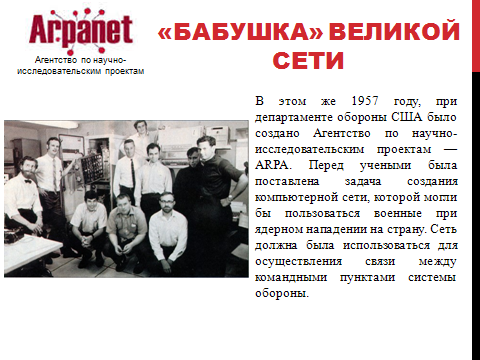 Arpanet
Агентство по научно-
исследовательским проектам
«БАБУШКА» ВЕЛИКОЙ
СЕТИ
В этом же 1957 году, при
департаменте обороны США было
создано Агентство по научно-
исследовательским проектам —
ARPA. Перед учеными была
поставлена задача создания
компьютерной сети, которой могли
бы пользоваться военные при
ядерном нападении на страну. Сеть
должна была использоваться для
осуществления связи между
командными пунктами системы
обороны.